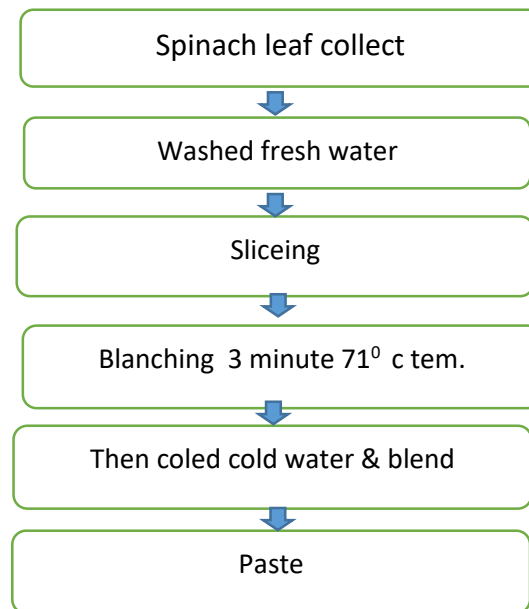 Spinach leaf collect
Washed fresh water
Sliceing
Blanching  3 minute 71⁰ c tem.
Then coled cold water & blend
Paste